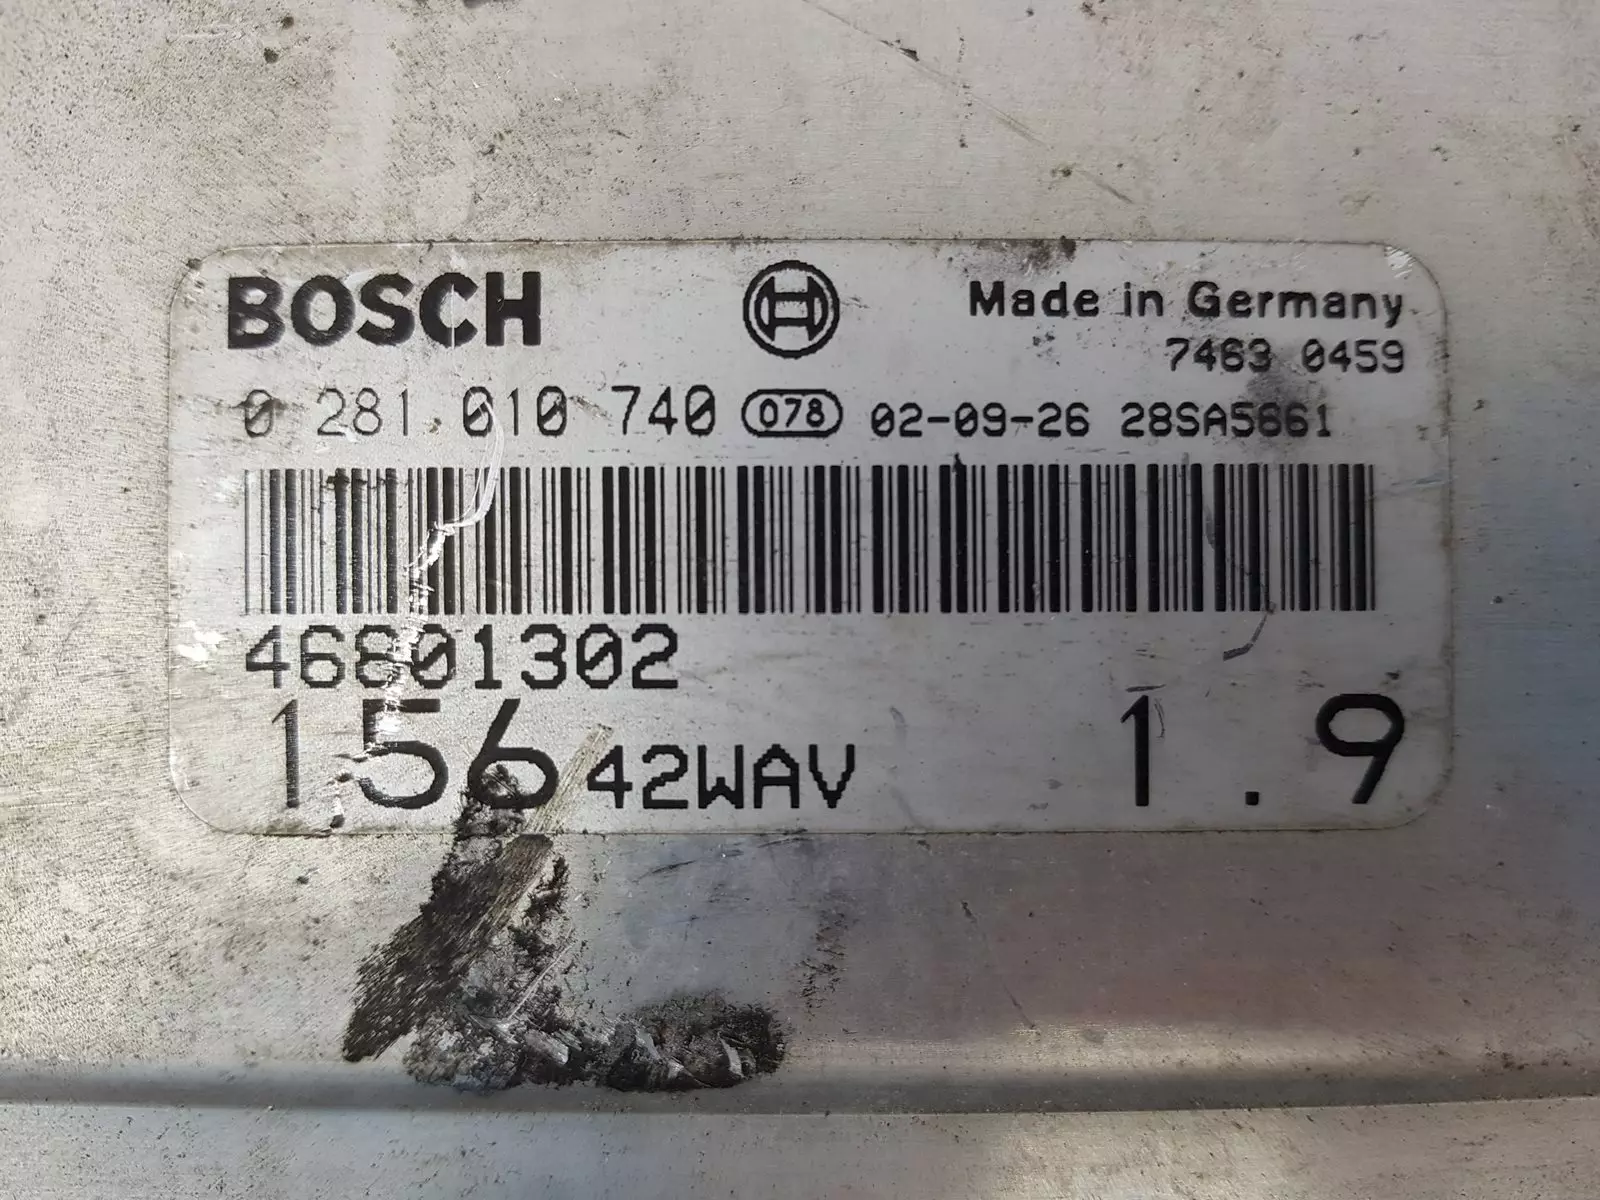 BOSCH
Made in Germany
7463 0459
0 281 010 740 078 02-09-26 28SA5661
46801302
156 42WAV 1.9